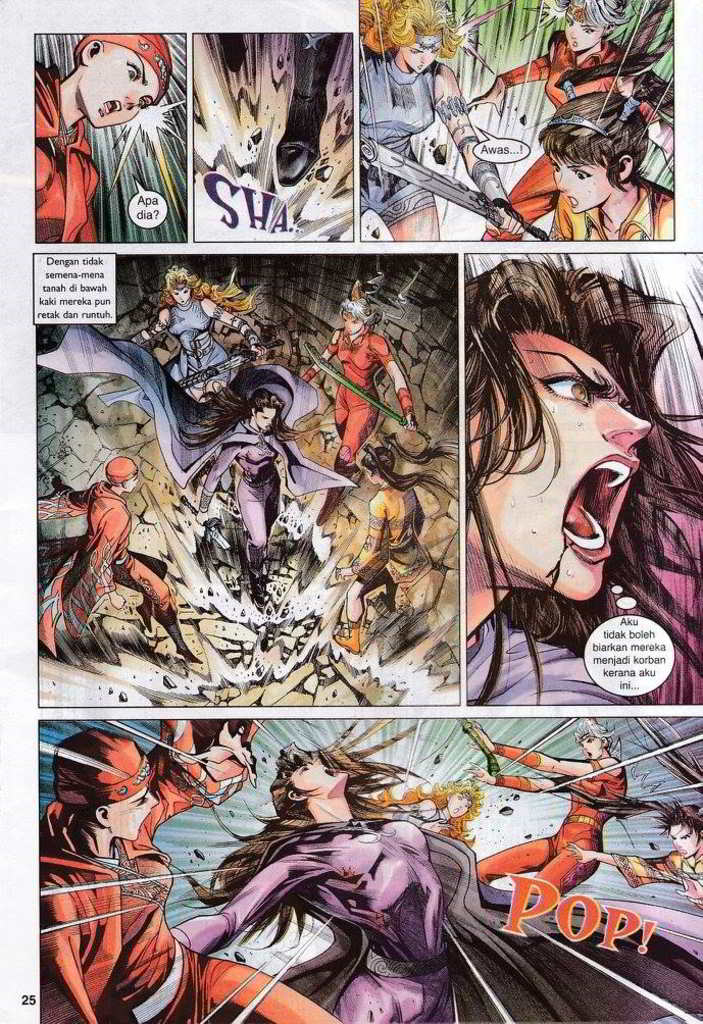 Apa
dia?
SHA..
Awas...!
Dengan tidak
semena-mena
tanah di bawah
kaki mereka pun
retak dan runtuh.
Aku
tidak boleh
biarkan mereka
menjadi korban
kerana aku
ini...
POP!
25